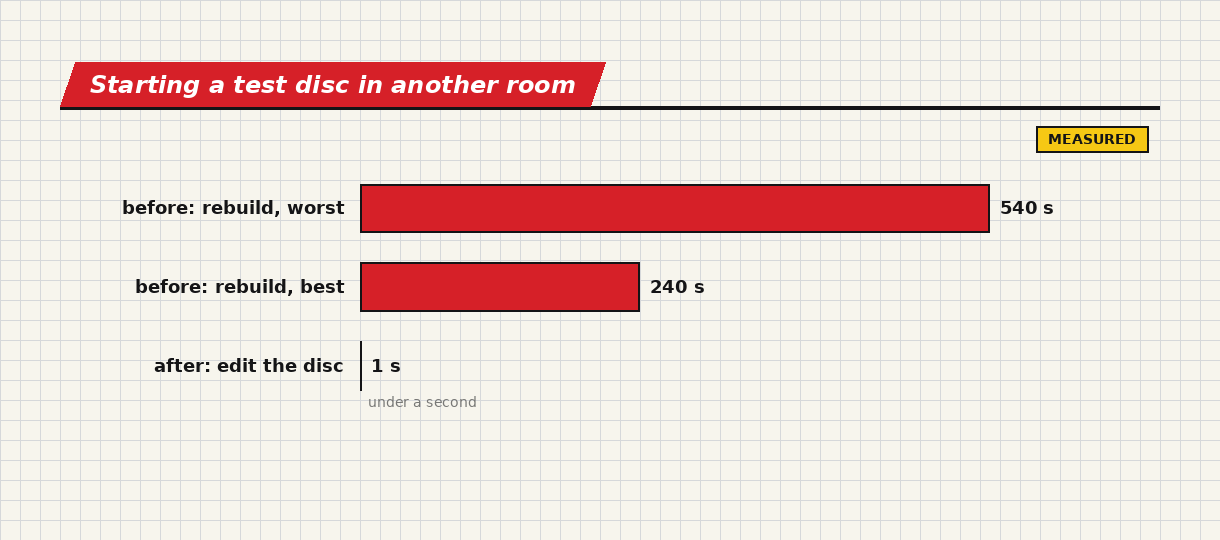 Starting a test disc in another room
MEASURED
before: rebuild, worst 540 s
before: rebuild, best 240 s
after: edit the disc 1 s
under a second